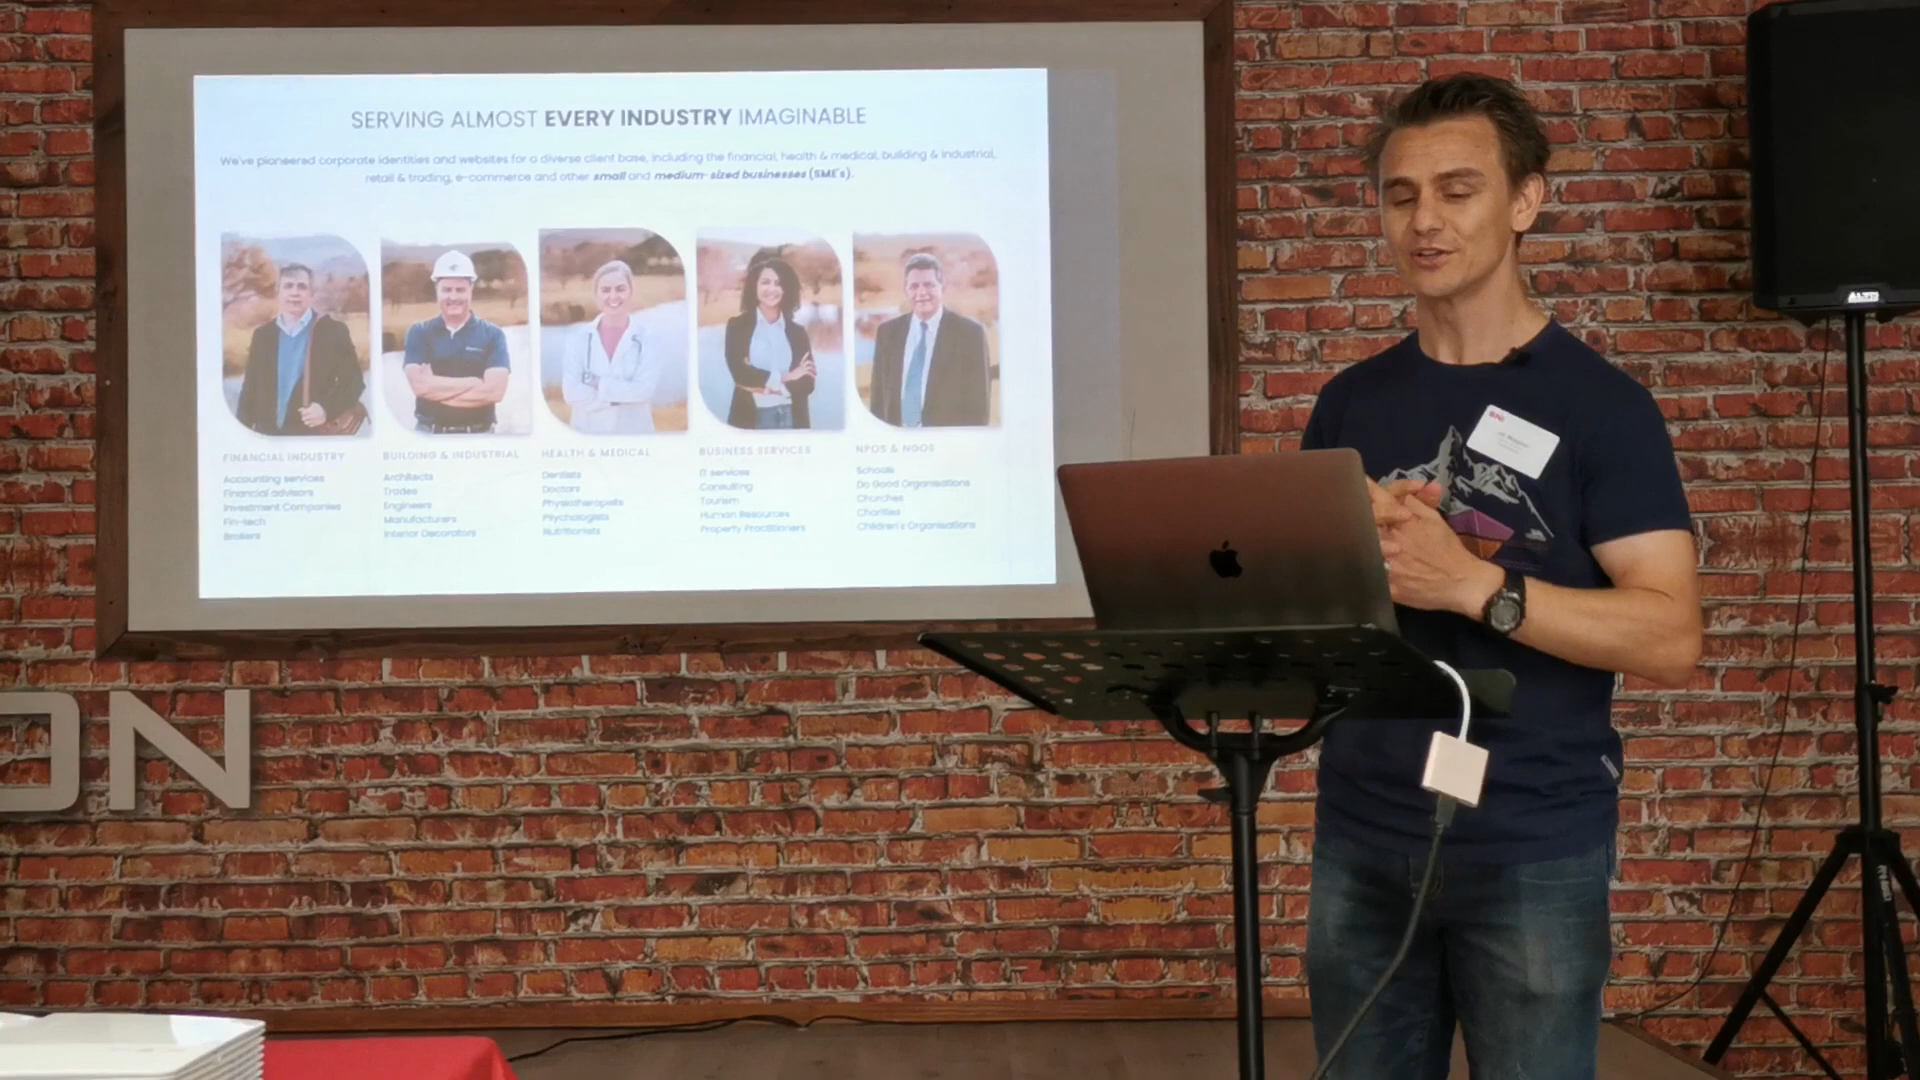 SERVING ALMOST EVERY INDUSTRY IMAGINABLE
We've pioneered corporate identities and websites for a diverse client base, including the financial, health & medical, building & industrial,
retail & trading, e-commerce and other small and medium-sized businesses (SME's).
FINANCIAL INDUSTRY
Accounting services
Financial advisors
Investment Companies
Fin-tech
Brokers
BUILDING & INDUSTRIAL
Architects
Trades
Engineers
Manufacturers
Interior Decorators
HEALTH & MEDICAL
Dentists
Doctors
Physiotherapists
Psychologists
Nutritionists
BUSINESS SERVICES
IT services
Consulting
Tourism
Human Resources
Property Practitioners
NPOS & NGOS
Schools
Do Good Organisations
Churches
Charities
Children's Organisations
BNI
ALTO
ON